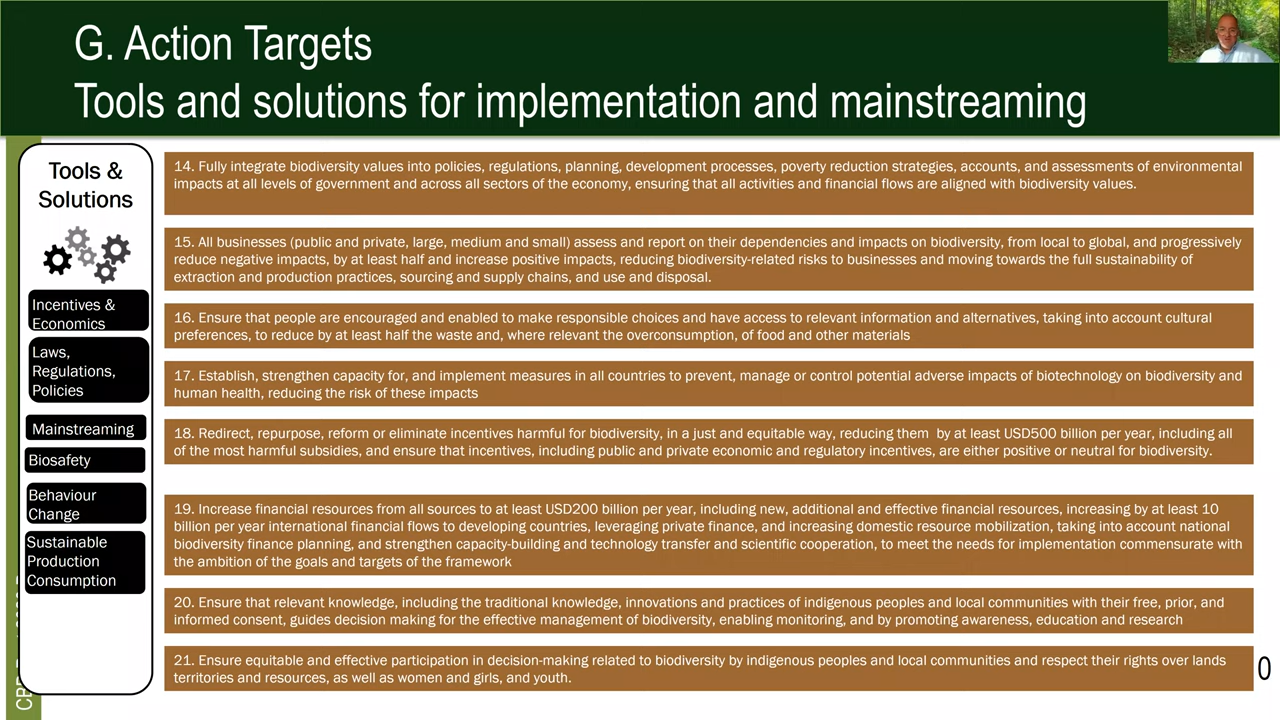 G. Action Targets
Tools and solutions for implementation and mainstreaming
Tools &
Solutions
Incentives &
Economics
Laws,
Regulations,
Policies
Mainstreaming
Biosafety
Behaviour
Change
Sustainable
Production
Consumption
14. Fully integrate biodiversity values into policies, regulations, planning, development processes, poverty reduction strategies, accounts, and assessments of environmental
impacts at all levels of government and across all sectors of the economy, ensuring that all activities and financial flows are aligned with biodiversity values.
15. All businesses (public and private, large, medium and small) assess and report on their dependencies and impacts on biodiversity, from local to global, and progressively
reduce negative impacts, by at least half and increase positive impacts, reducing biodiversity-related risks to businesses and moving towards the full sustainability of
extraction and production practices, sourcing and supply chains, and use and disposal.
16. Ensure that people are encouraged and enabled to make responsible choices and have access to relevant information and alternatives, taking into account cultural
preferences, to reduce by at least half the waste and, where relevant the overconsumption, of food and other materials
17. Establish, strengthen capacity for, and implement measures in all countries to prevent, manage or control potential adverse impacts of biotechnology on biodiversity and
human health, reducing the risk of these impacts
18. Redirect, repurpose, reform or eliminate incentives harmful for biodiversity, in a just and equitable way, reducing them by at least USD500 billion per year, including all
of the most harmful subsidies, and ensure that incentives, including public and private economic and regulatory incentives, are either positive or neutral for biodiversity.
19. Increase financial resources from all sources to at least USD200 billion per year, including new, additional and effective financial resources, increasing by at least 10
billion per year international financial flows to developing countries, leveraging private finance, and increasing domestic resource mobilization, taking into account national
biodiversity finance planning, and strengthen capacity-building and technology transfer and scientific cooperation, to meet the needs for implementation commensurate with
the ambition of the goals and targets of the framework
20. Ensure that relevant knowledge, including the traditional knowledge, innovations and practices of indigenous peoples and local communities with their free, prior, and
informed consent, guides decision making for the effective management of biodiversity, enabling monitoring, and by promoting awareness, education and research
21. Ensure equitable and effective participation in decision-making related to biodiversity by indigenous peoples and local communities and respect their rights over lands
territories and resources, as well as women and girls, and youth.
0